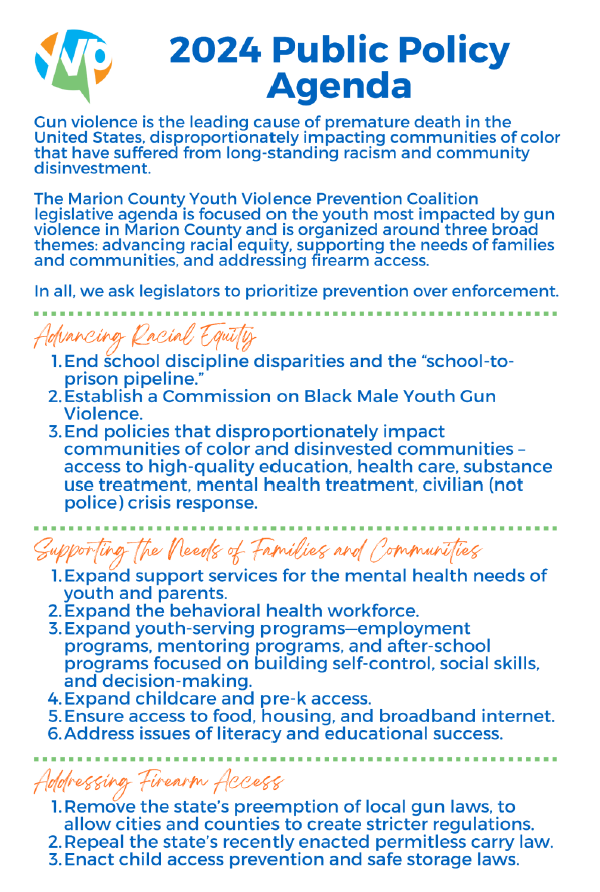 yvp
2024 Public Policy
Agenda
Gun violence is the leading cause of premature death in the
United States, disproportionately impacting communities of color
that have suffered from long-standing racism and community
disinvestment.
The Marion County Youth Violence Prevention Coalition
legislative agenda is focused on the youth most impacted by gun
violence in Marion County and is organized around three broad
themes: advancing racial equity, supporting the needs of families
and communities, and addressing firearm access.
In all, we ask legislators to prioritize prevention over enforcement.
Advancing Racial Equity
1. End school discipline disparities and the “school-to-
prison pipeline.”
2. Establish a Commission on Black Male Youth Gun
Violence.
3. End policies that disproportionately impact
communities of color and disinvested communities –
access to high-quality education, health care, substance
use treatment, mental health treatment, civilian (not
police) crisis response.
Supporting the Needs of Families and Communities
1. Expand support services for the mental health needs of
youth and parents.
2. Expand the behavioral health workforce.
3. Expand youth-serving programs—employment
programs, mentoring programs, and after-school
programs focused on building self-control, social skills,
and decision-making.
4. Expand childcare and pre-k access.
5. Ensure access to food, housing, and broadband internet.
6. Address issues of literacy and educational success.
Addressing Firearm Access
1. Remove the state’s preemption of local gun laws, to
allow cities and counties to create stricter regulations.
2. Repeal the state’s recently enacted permitless carry law.
3. Enact child access prevention and safe storage laws.